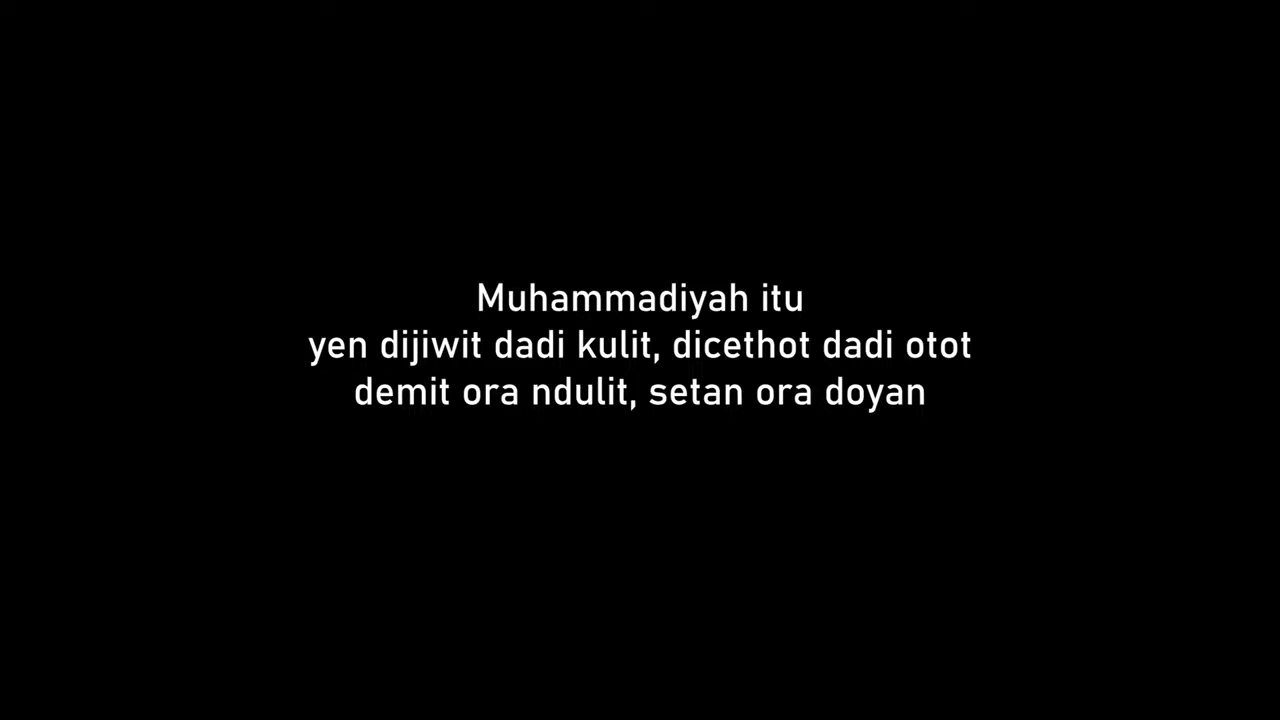 Muhammadiyah itu
yen dijiwit dadi kulit, dicethot dadi otot
demit ora ndulit, setan ora doyan